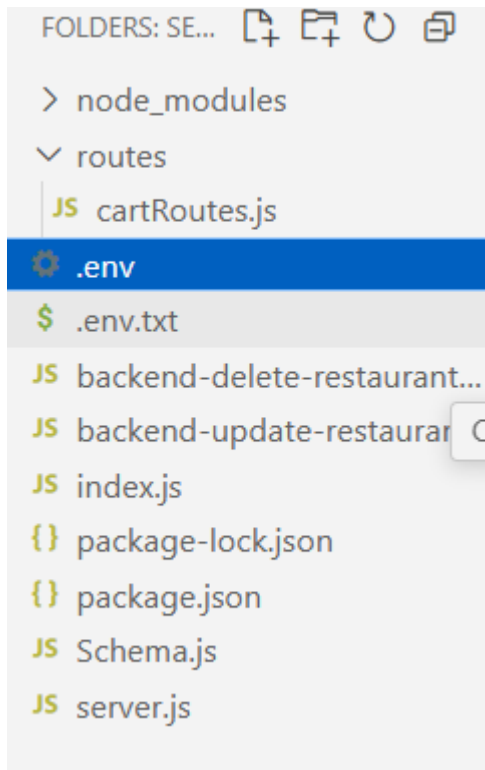 FOLDERS: SE...
node_modules
routes
JS cartRoutes.js
.env
$ .env.txt
JS backend-delete-restaurant...
JS backend-update-restaurar C
JS index.js
{} package-lock.json
{} package.json
JS Schema.js
JS server.js